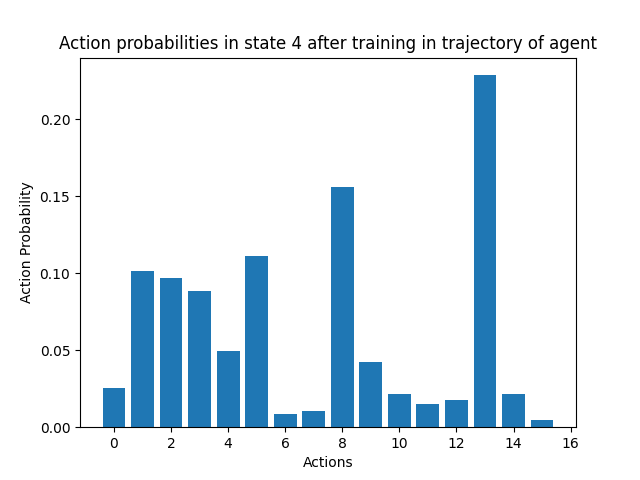 Action probabilities in state 4 after training in trajectory of agent
0.20
0.15
0.10
0.05
0.00
Action Probability
0 2 4 6 8 10 12 14 16
Actions